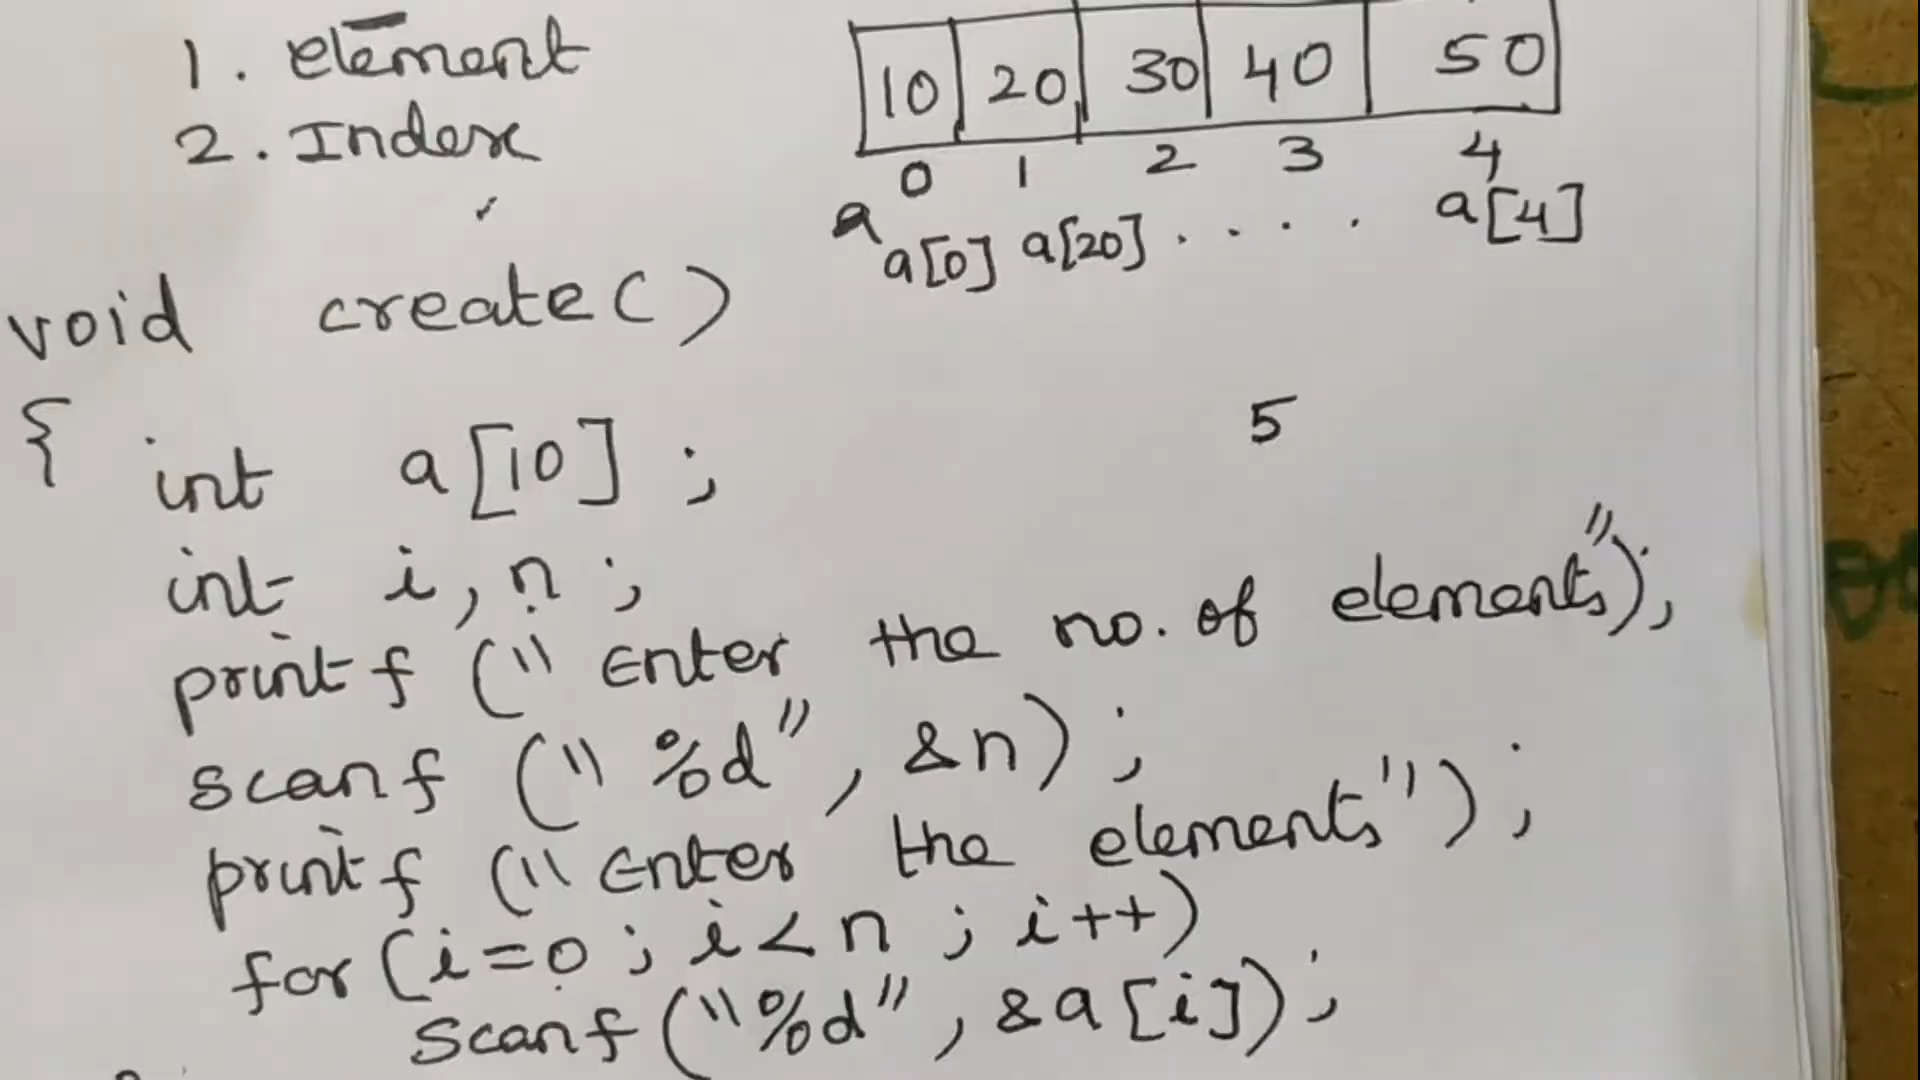 1. element
2. Index
10 20 30 40 50
0 1 2 3 4
a
a[0] a[20] . . . . a[4]
void create()
{ int a[10];
5
int i, n;
printf ("Enter the no. of elements");
scanf ("%d", &n);
printf ("Enter the elements");
for (i=0; i<n; i++)
scanf ("%d", &a[i]);